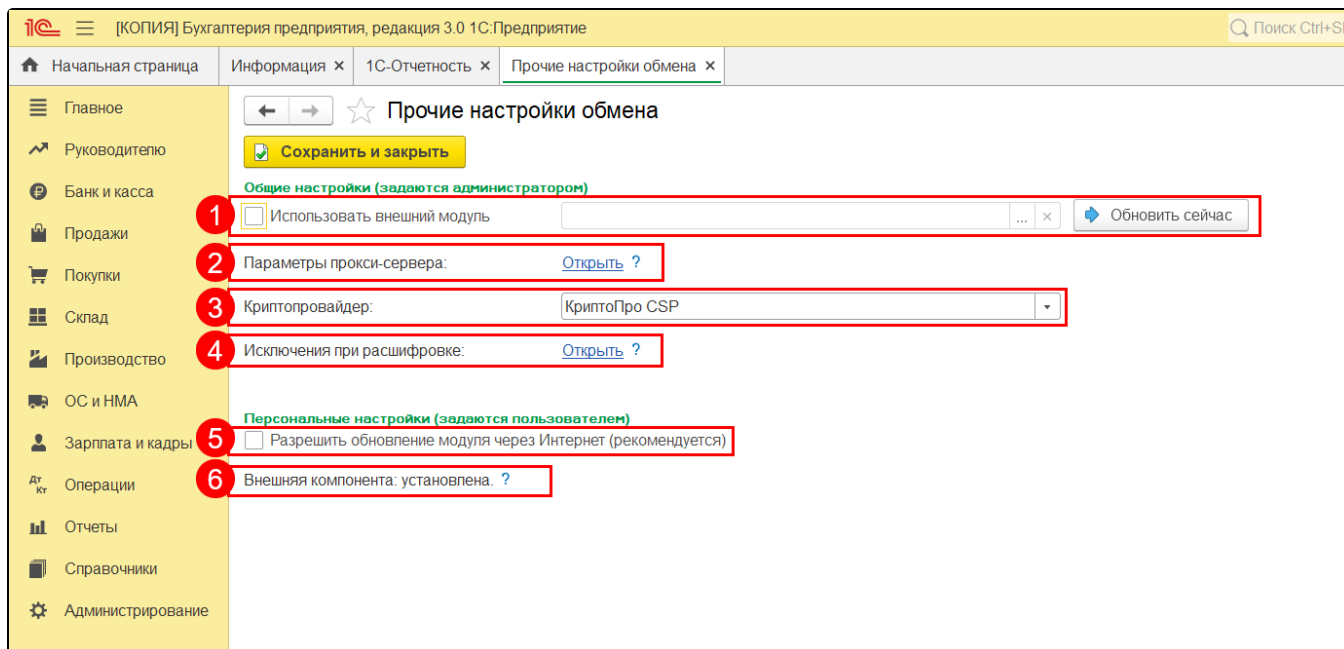 1С [КОПИЯ] Бухгалтерия предприятия, редакция 3.0 1С:Предприятие Поиск Ctrl+S
Начальная страница Информация × 1С-Отчетность × Прочие настройки обмена ×
Главное
Руководителю
Банк и касса
Продажи
Покупки
Склад
Производство
ОС и НМА
Зарплата и кадры
Дт Кт Операции
Отчеты
Справочники
Администрирование
Прочие настройки обмена
Сохранить и закрыть
Общие настройки (задаются администратором)
1 Использовать внешний модуль ... × Обновить сейчас
2 Параметры прокси-сервера: Открыть ?
3 Криптопровайдер: КриптоПро CSP
4 Исключения при расшифровке: Открыть ?
Персональные настройки (задаются пользователем)
5 Разрешить обновление модуля через Интернет (рекомендуется)
6 Внешняя компонента: установлена. ?